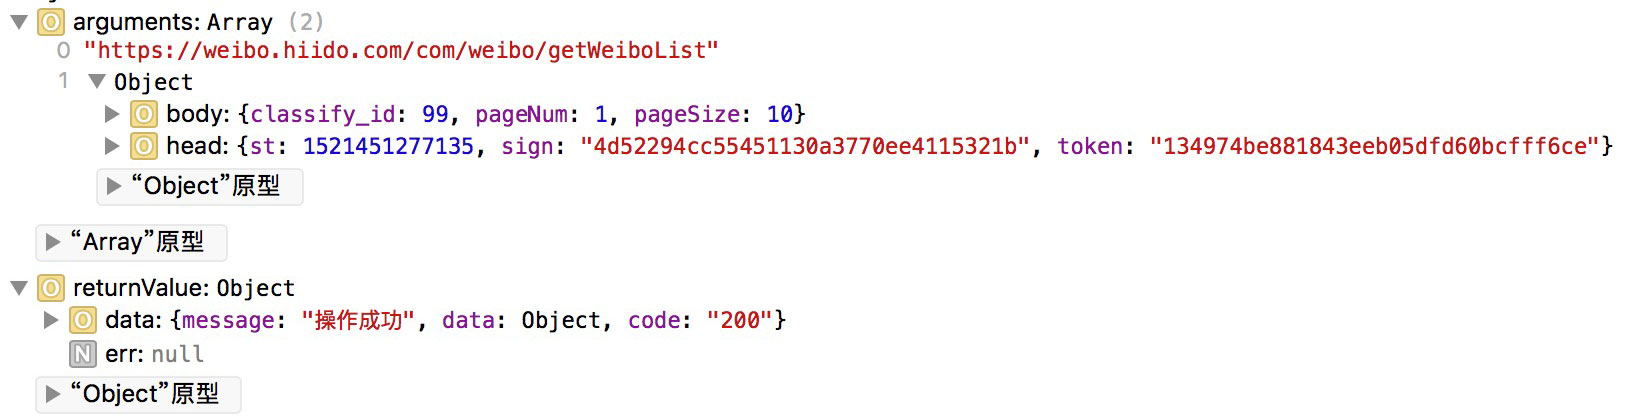 arguments: Array (2)
0 "https://weibo.hiido.com/com/weibo/getWeiboList"
1 Object
O body: {classify_id: 99, pageNum: 1, pageSize: 10}
O head: {st: 1521451277135, sign: "4d52294cc55451130a3770ee4115321b", token: "134974be881843eeb05dfd60bcfff6ce"}
“Object”原型
“Array”原型
O returnValue: Object
O data: {message: "操作成功", data: Object, code: "200"}
N err: null
“Object”原型